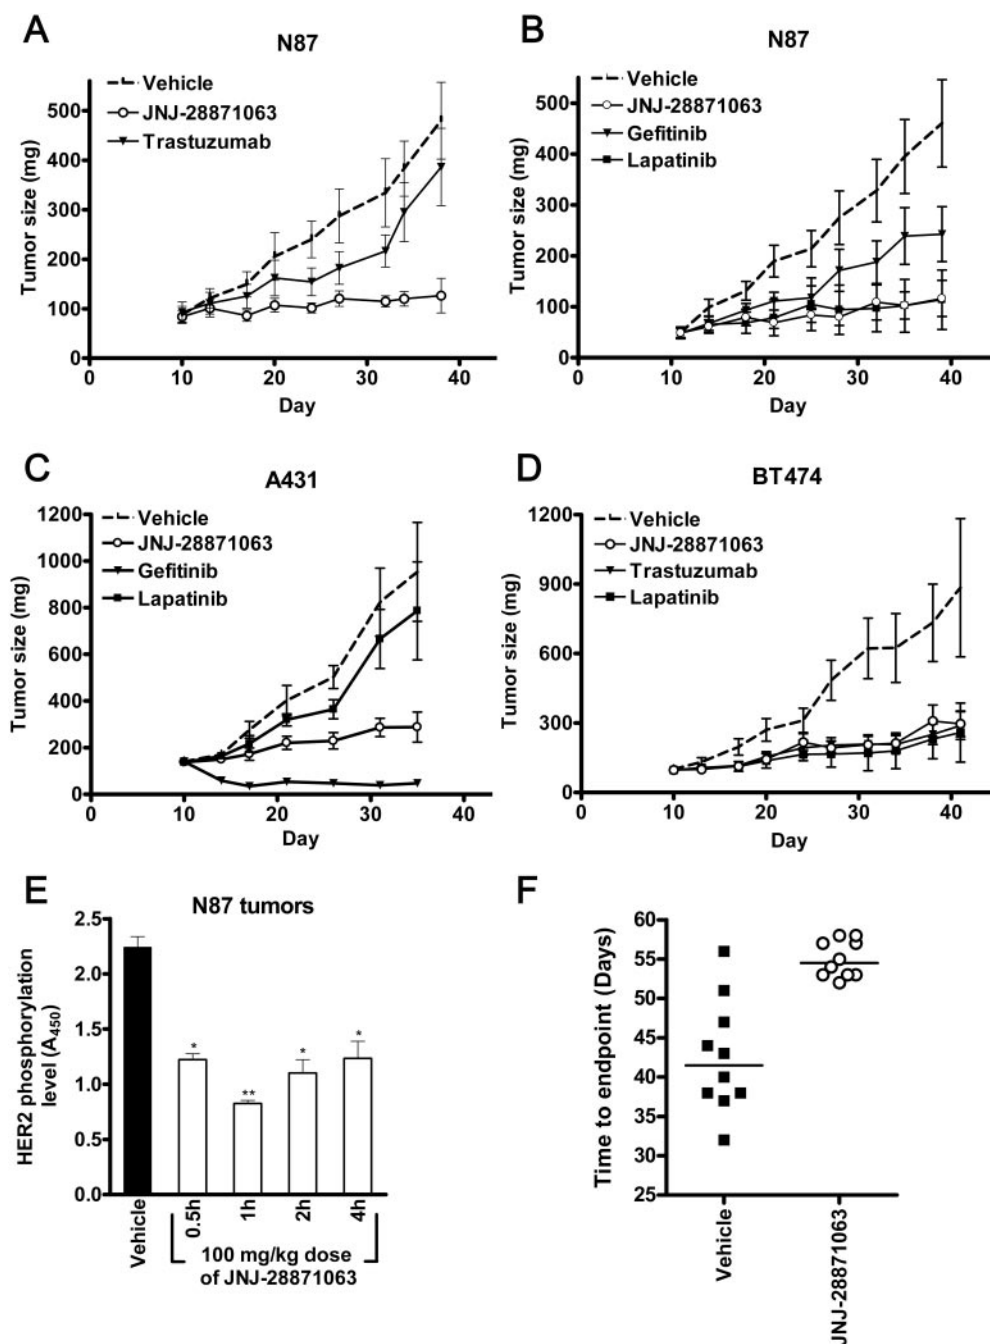 A
N87
Vehicle
JNJ-28871063
Trastuzumab
Tumor size (mg)
500
400
300
200
100
0
0 10 20 30 40
Day
B
N87
Vehicle
JNJ-28871063
Gefitinib
Lapatinib
Tumor size (mg)
500
400
300
200
100
0
0 10 20 30 40
Day
C
A431
Vehicle
JNJ-28871063
Gefitinib
Lapatinib
Tumor size (mg)
1200
1000
800
600
400
200
0
0 10 20 30 40
Day
D
BT474
Vehicle
JNJ-28871063
Trastuzumab
Lapatinib
Tumor size (mg)
1200
900
600
300
0
0 10 20 30 40
Day
E
N87 tumors
HER2 phosphorylation
level (A450)
2.5
2.0
1.5
1.0
0.5
0.0
* ** * *
Vehicle 0.5h 1h 2h 4h
100 mg/kg dose
of JNJ-28871063
F
Time to endpoint (Days)
60
55
50
45
40
35
30
25
Vehicle
JNJ-28871063